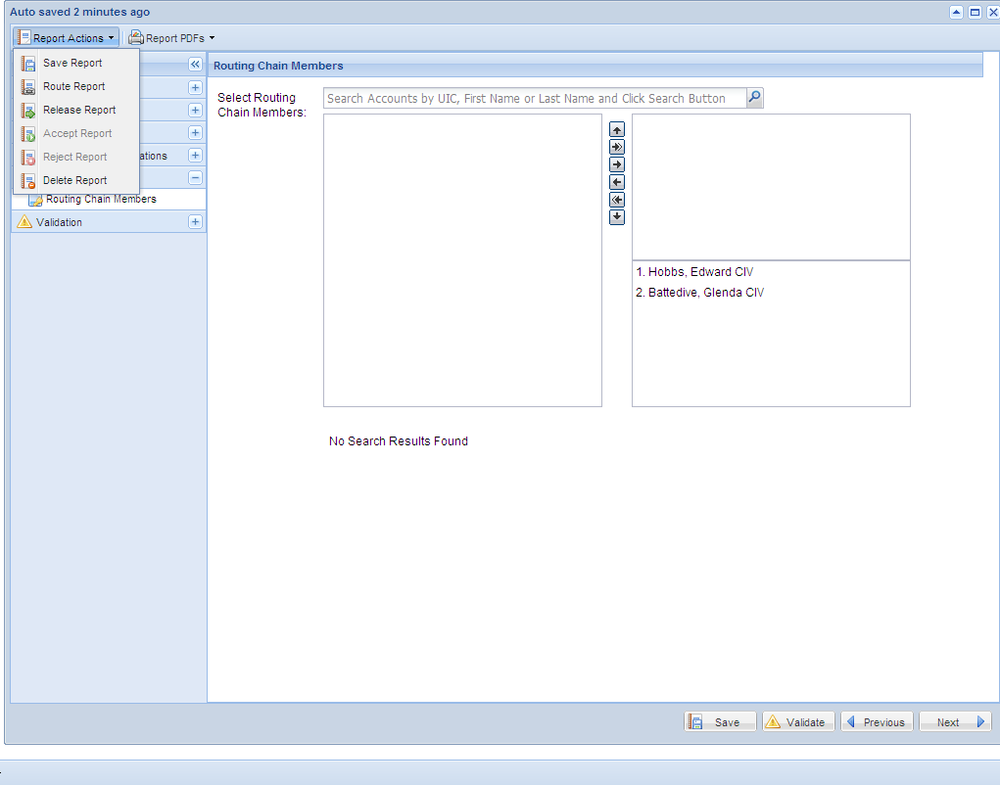 Auto saved 2 minutes ago
Report Actions
Report PDFs
Save Report
Route Report
Release Report
Accept Report
Reject Report
Delete Report
ations
Routing Chain Members
Validation
Routing Chain Members
Select Routing
Chain Members:
Search Accounts by UIC, First Name or Last Name and Click Search Button
1. Hobbs, Edward CIV
2. Battedive, Glenda CIV
No Search Results Found
Save
Validate
Previous
Next